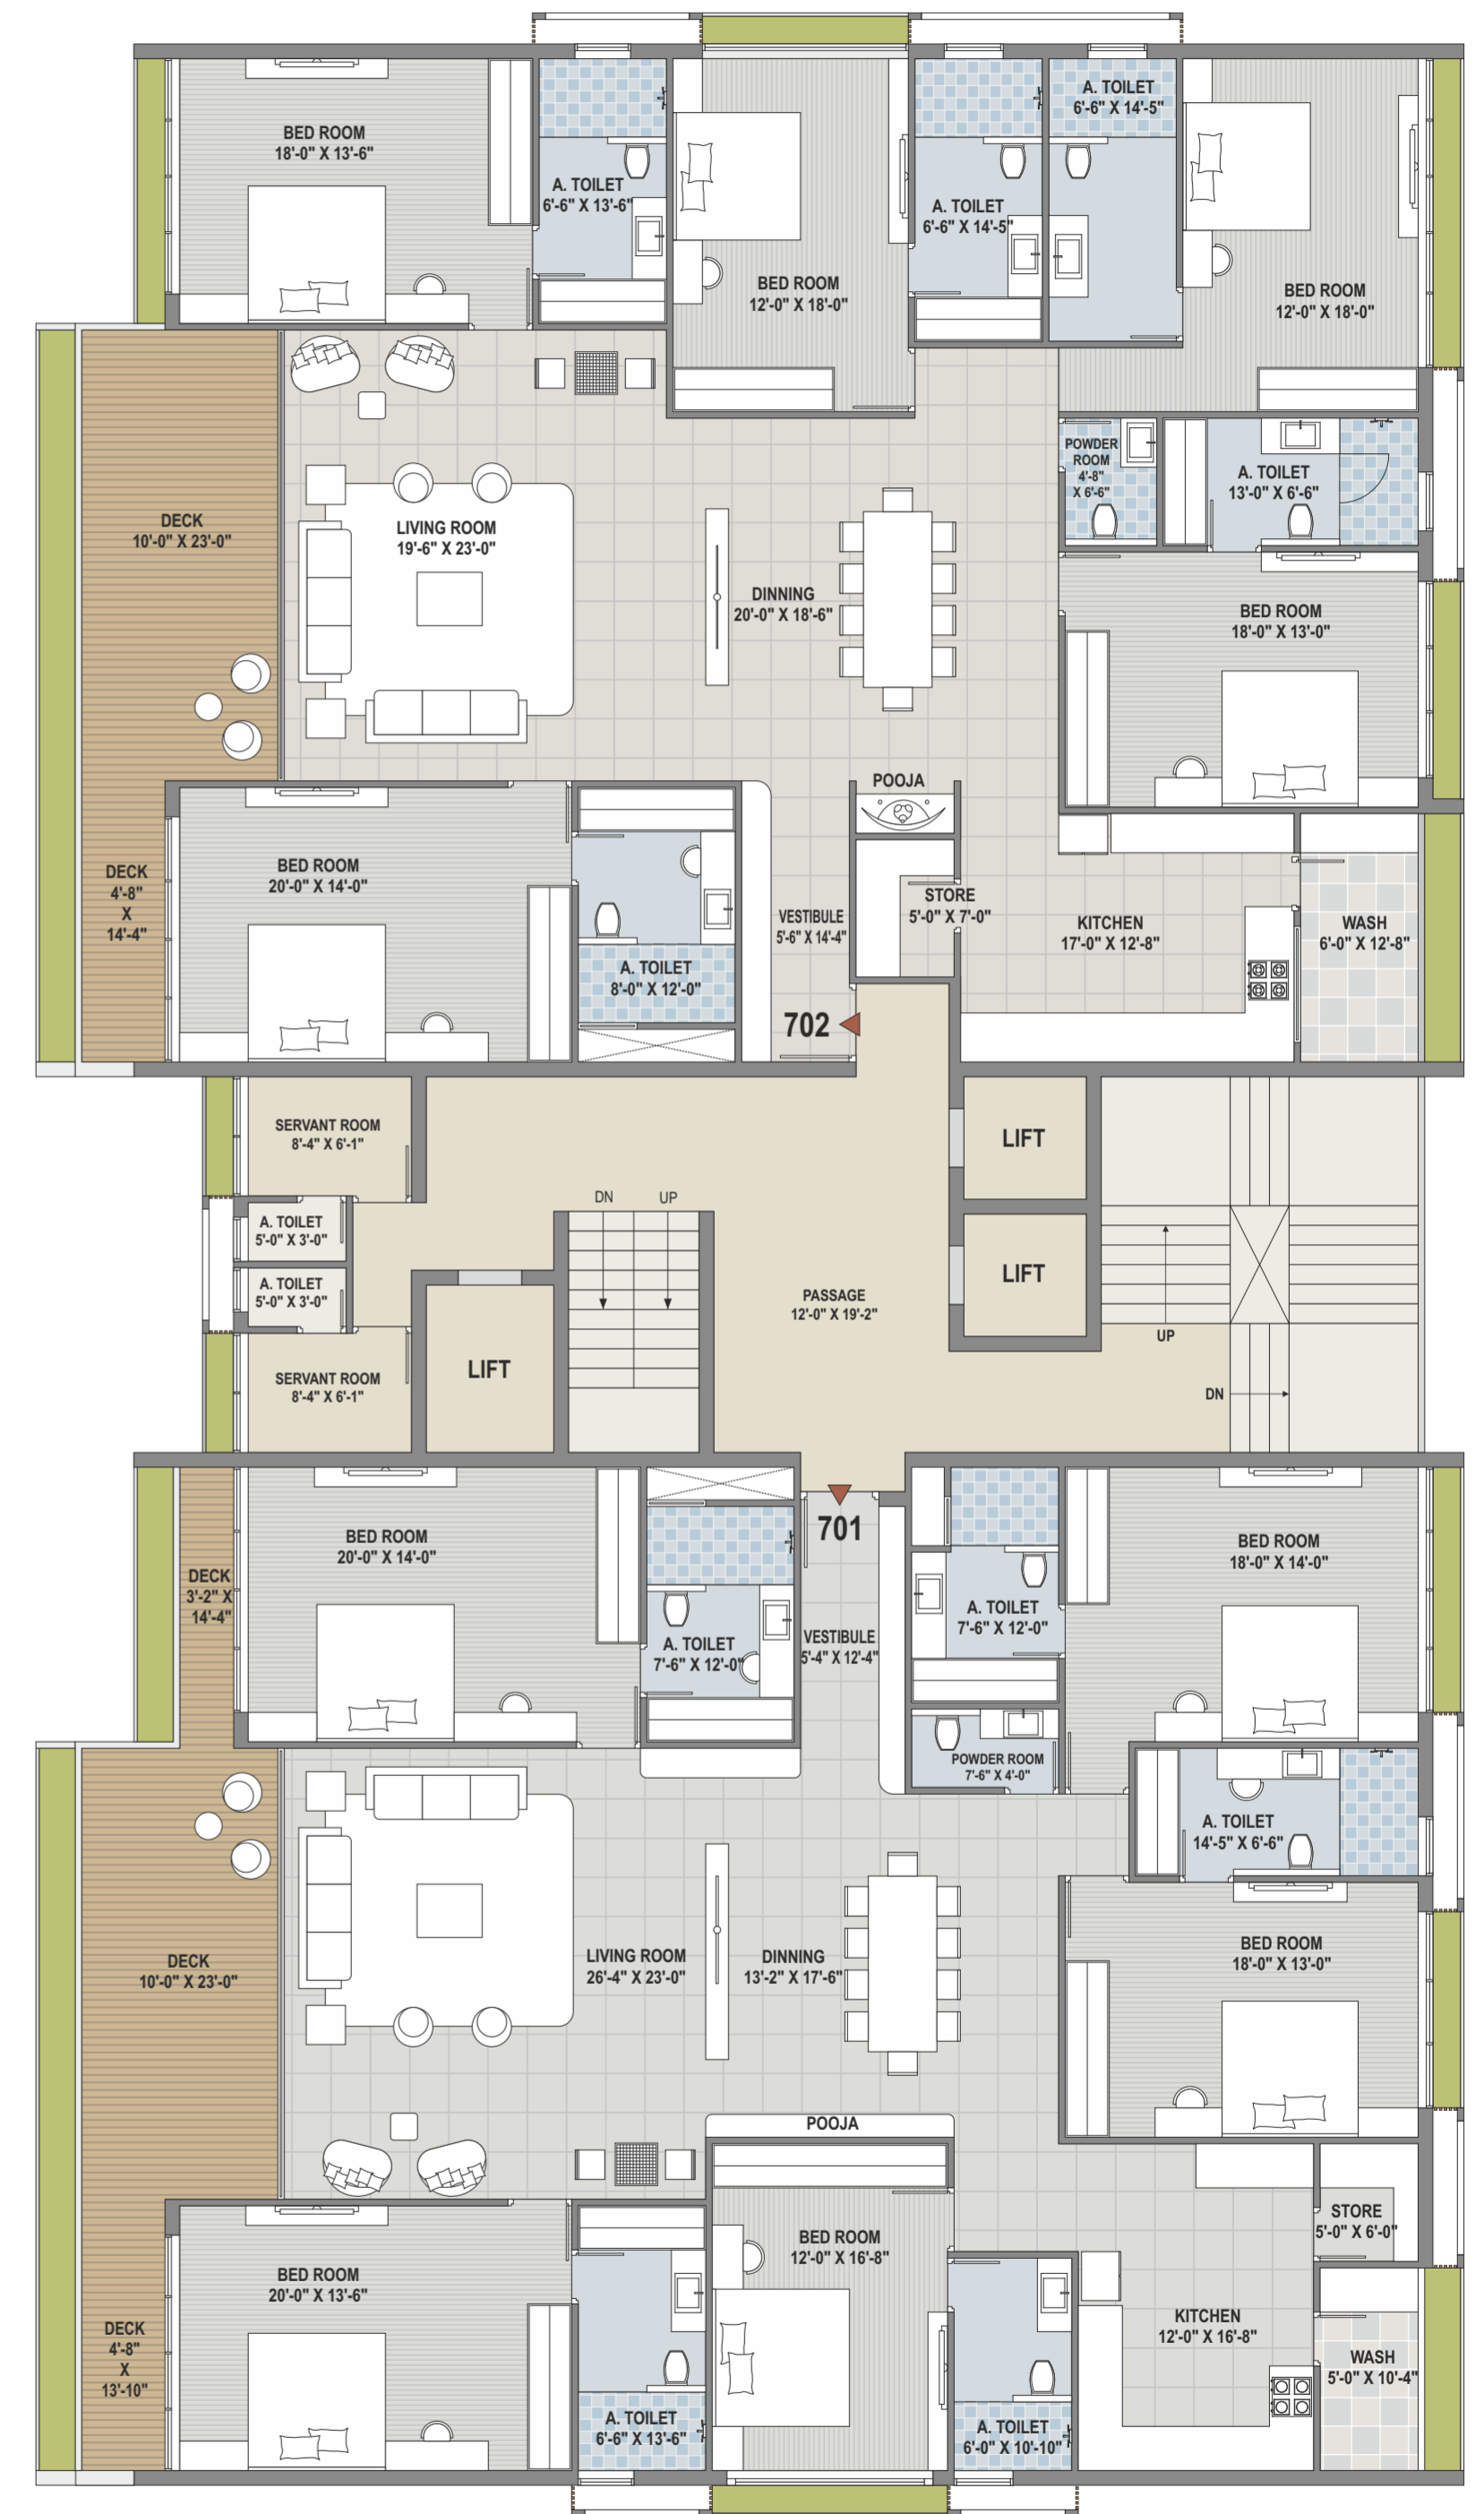 BED ROOM
18'-0" X 13'-6"
A. TOILET
6'-6" X 13'-6"
BED ROOM
12'-0" X 18'-0"
A. TOILET
6'-6" X 14'-5"
A. TOILET
6'-6" X 14'-5"
BED ROOM
12'-0" X 18'-0"
DECK
10'-0" X 23'-0"
LIVING ROOM
19'-6" X 23'-0"
DINNING
20'-0" X 18'-6"
POWDER
ROOM
4'-8"
X 6'-6"
A. TOILET
13'-0" X 6'-6"
BED ROOM
18'-0" X 13'-0"
DECK
4'-8"
X
14'-4"
BED ROOM
20'-0" X 14'-0"
A. TOILET
8'-0" X 12'-0"
VESTIBULE
5'-6" X 14'-4"
POOJA
STORE
5'-0" X 7'-0"
KITCHEN
17'-0" X 12'-8"
WASH
6'-0" X 12'-8"
702
SERVANT ROOM
8'-4" X 6'-1"
A. TOILET
5'-0" X 3'-0"
A. TOILET
5'-0" X 3'-0"
SERVANT ROOM
8'-4" X 6'-1"
LIFT
DN
UP
PASSAGE
12'-0" X 19'-2"
LIFT
LIFT
UP
DN
701
DECK
3'-2" X
14'-4"
BED ROOM
20'-0" X 14'-0"
A. TOILET
7'-6" X 12'-0"
VESTIBULE
5'-4" X 12'-4"
A. TOILET
7'-6" X 12'-0"
BED ROOM
18'-0" X 14'-0"
POWDER ROOM
7'-6" X 4'-0"
A. TOILET
14'-5" X 6'-6"
DECK
10'-0" X 23'-0"
LIVING ROOM
26'-4" X 23'-0"
DINNING
13'-2" X 17'-6"
BED ROOM
18'-0" X 13'-0"
POOJA
DECK
4'-8"
X
13'-10"
BED ROOM
20'-0" X 13'-6"
A. TOILET
6'-6" X 13'-6"
BED ROOM
12'-0" X 16'-8"
A. TOILET
6'-0" X 10'-10"
KITCHEN
12'-0" X 16'-8"
STORE
5'-0" X 6'-0"
WASH
5'-0" X 10'-4"